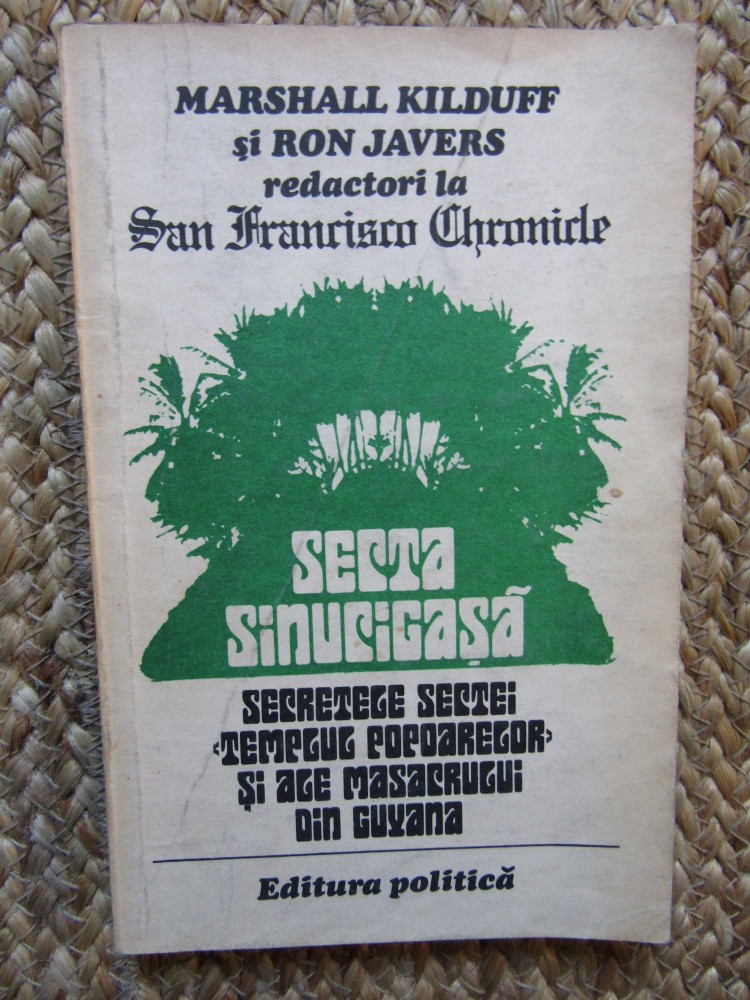 MARSHALL KILDUFF
și RON JAVERS
redactori la
San Francisco Chronicle
SECTA
SINUCIGAȘĂ
SECRETELE SECTEI
‹TEMPLUL POPOARELOR›
ȘI ALE MASACRULUI
DIN GUYANA
Editura politică